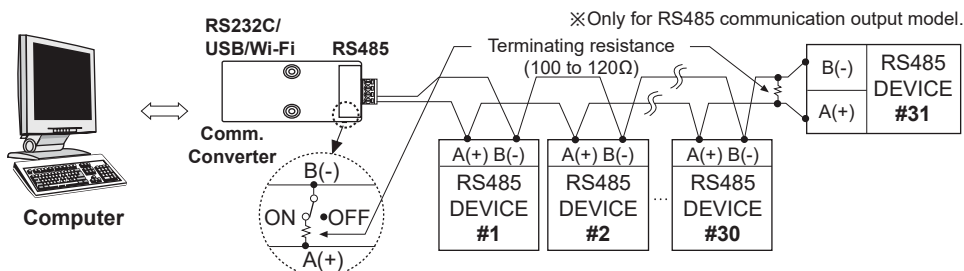 ※Only for RS485 communication output model.
RS232C/
USB/Wi-Fi
RS485
Terminating resistance
(100 to 120Ω)
Comm.
Converter
Computer
B(-)
ON
OFF
A(+)
A(+) B(-)
RS485
DEVICE
#1
A(+) B(-)
RS485
DEVICE
#2
...
A(+) B(-)
RS485
DEVICE
#30
B(-)
A(+)
RS485
DEVICE
#31